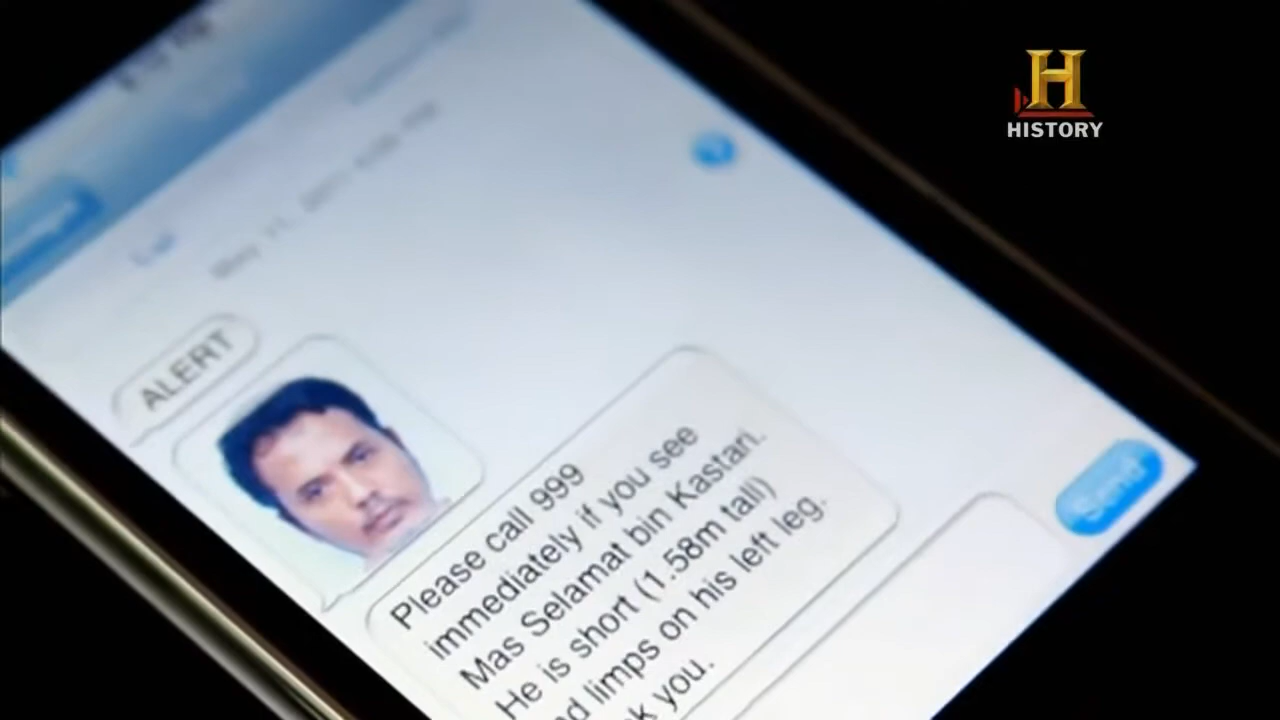 HISTORY
ALERT
Please call 999
immediately if you see
Mas Selamat bin Kastari.
He is short (1.58m tall)
limps on his left leg.
you.
Send